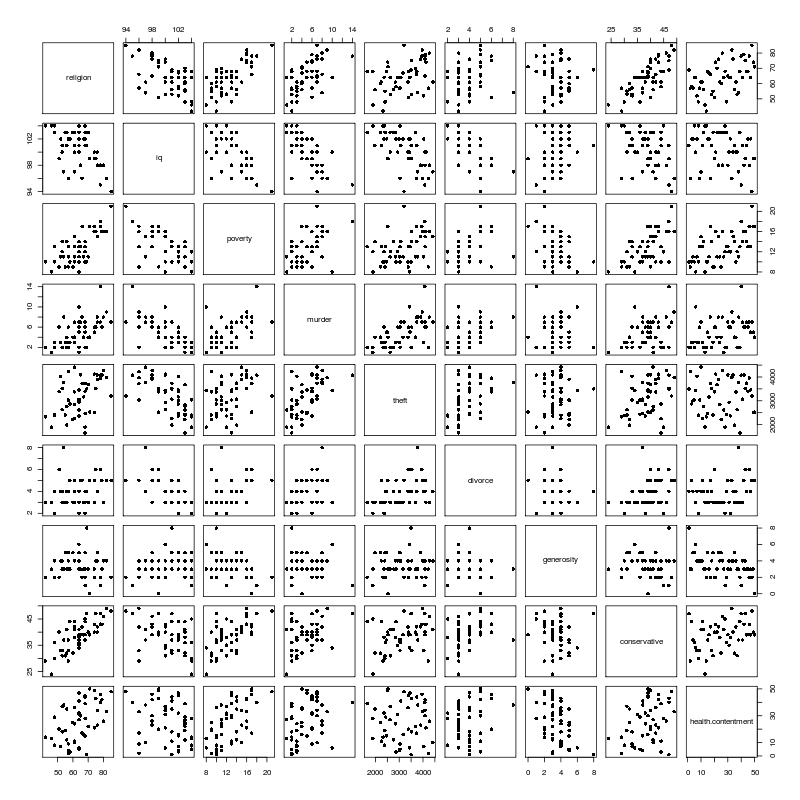 94 98 102
2 6 10 14
2 4 6 8
25 35 45
religion
50 60 70 80
94 98 102
iq
poverty
8 12 16 20
2 6 10 14
murder
theft
2000 3000 4000
2 4 6 8
divorce
generosity
0 2 4 6 8
25 35 45
conservative
health.contentment
0 10 30 50
50 60 70 80
8 12 16 20
2000 3000 4000
0 2 4 6 8
0 10 30 50